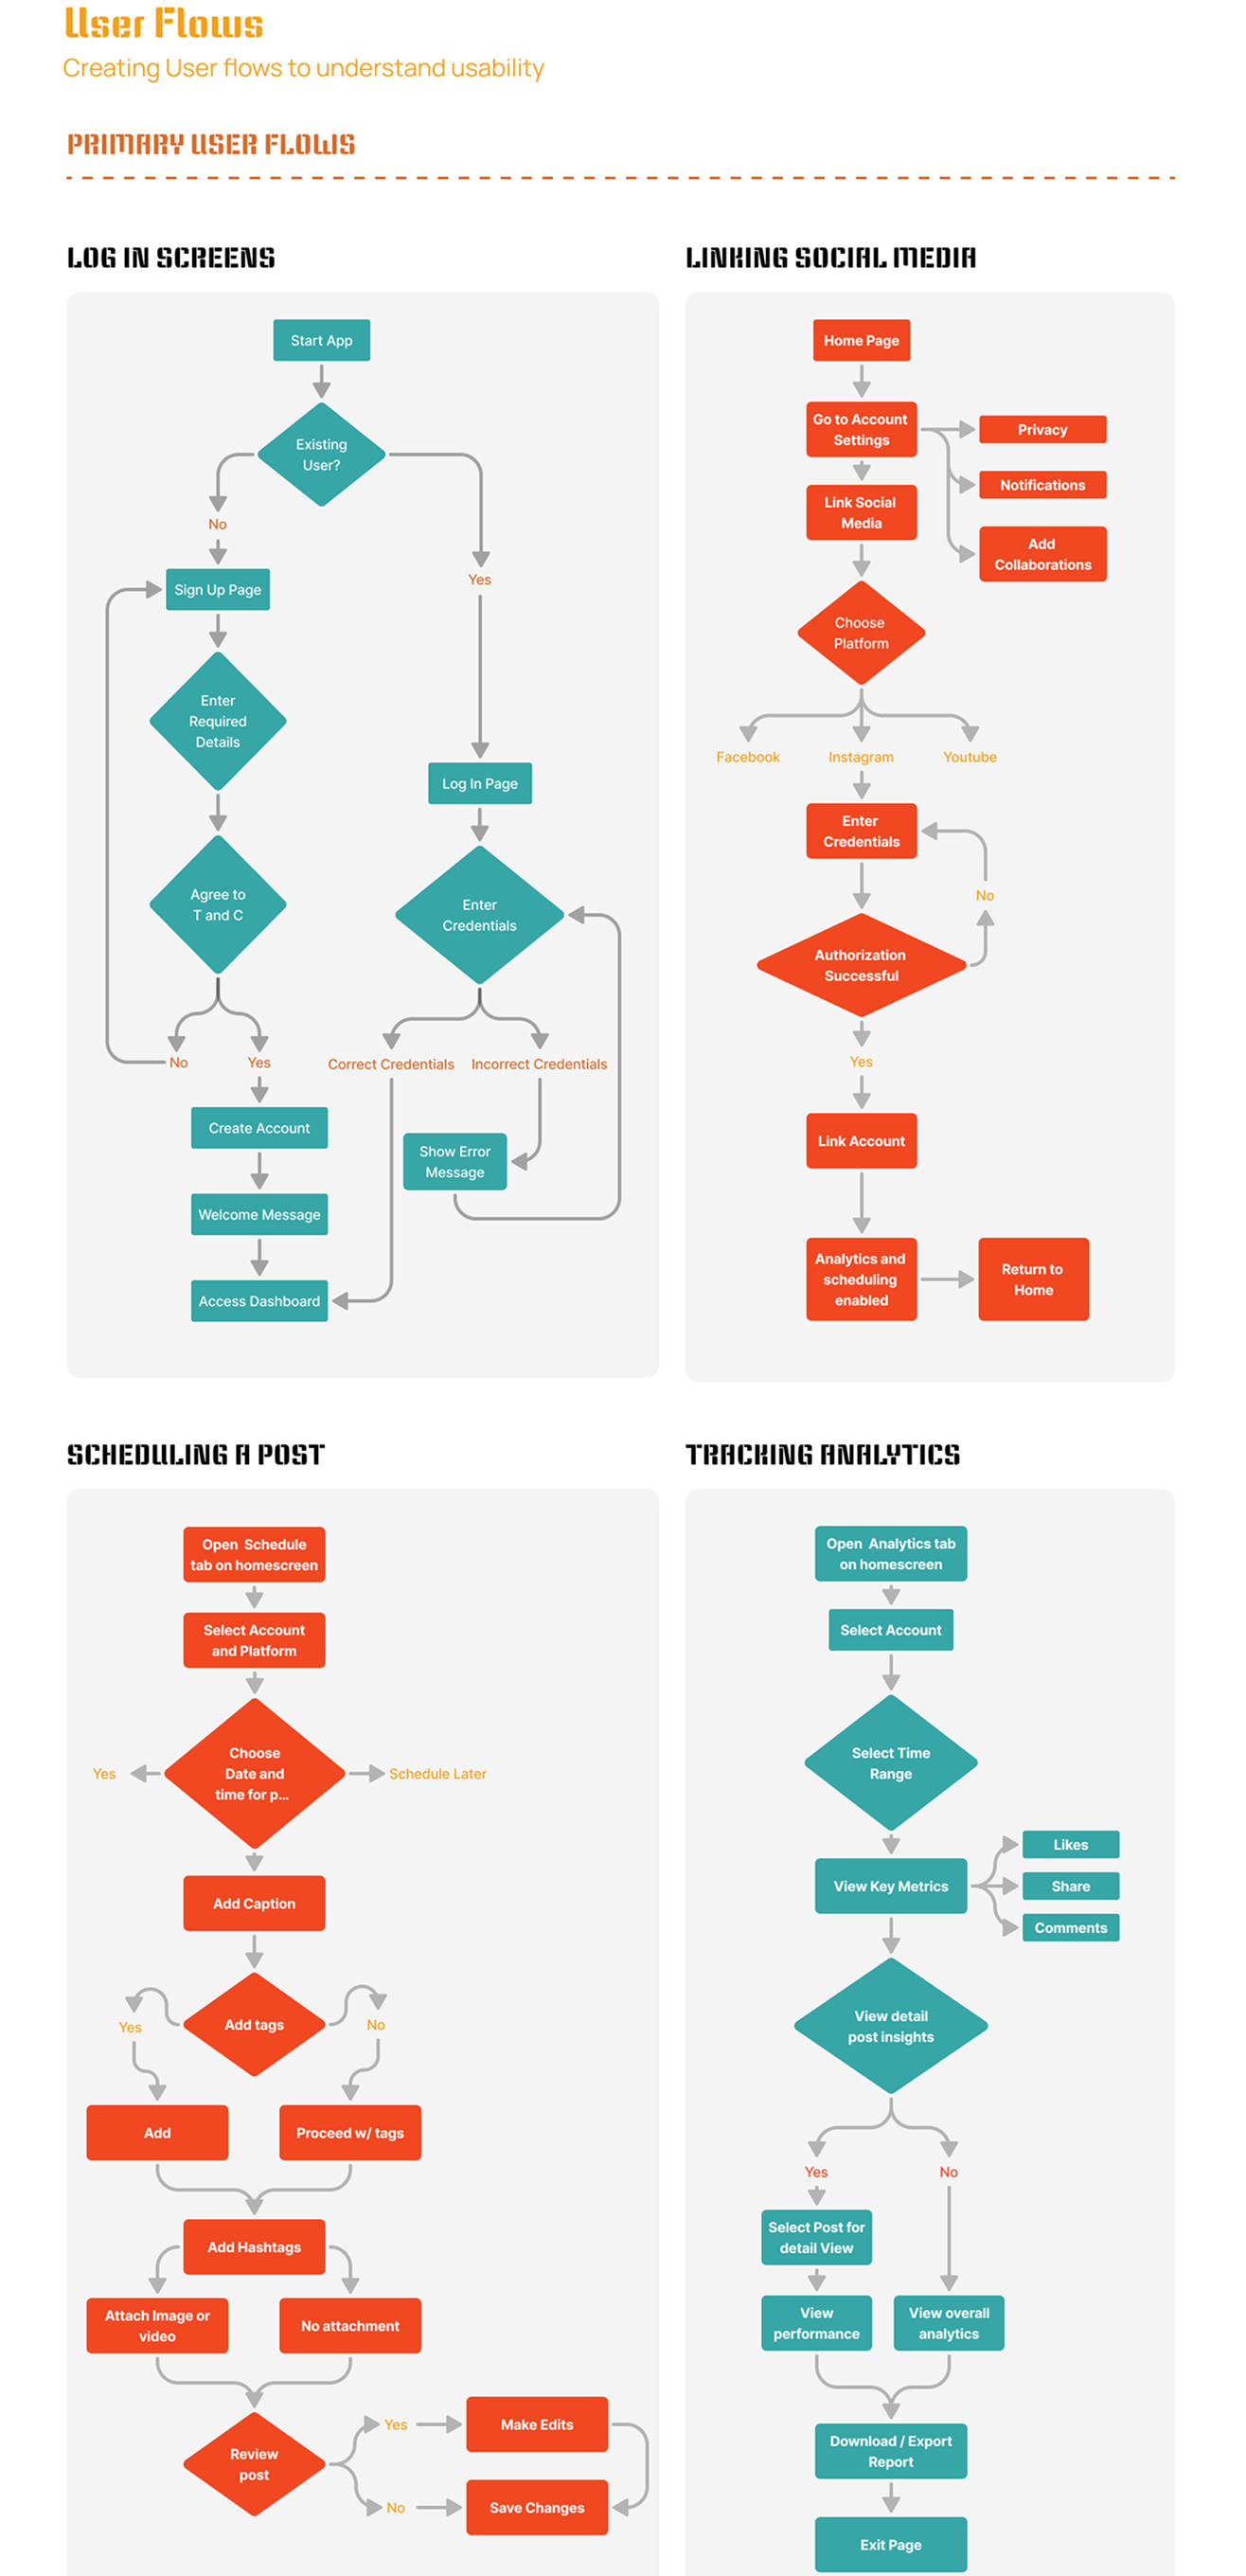 User Flows
Creating User flows to understand usability
PRIMARY USER FLOWS
LOG IN SCREENS
Start App
Existing
User?
No
Yes
Sign Up Page
Enter
Required
Details
Log In Page
Agree to
T and C
Enter
Credentials
No
Yes
Correct Credentials
Incorrect Credentials
Create Account
Show Error
Message
Welcome Message
Access Dashboard
LINKING SOCIAL MEDIA
Home Page
Go to Account
Settings
Privacy
Notifications
Add
Collaborations
Link Social
Media
Choose
Platform
Facebook
Instagram
Youtube
Enter
Credentials
No
Authorization
Successful
Yes
Link Account
Analytics and
scheduling
enabled
Return to
Home
SCHEDULING A POST
Open Schedule
tab on homescreen
Select Account
and Platform
Choose
Date and
time for p...
Yes
Schedule Later
Add Caption
Add tags
Yes
No
Add
Proceed w/ tags
Add Hashtags
Attach Image or
video
No attachment
Review
post
Yes
Make Edits
No
Save Changes
TRACKING ANALYTICS
Open Analytics tab
on homescreen
Select Account
Select Time
Range
View Key Metrics
Likes
Share
Comments
View detail
post insights
Yes
No
Select Post for
detail View
View
performance
View overall
analytics
Download / Export
Report
Exit Page